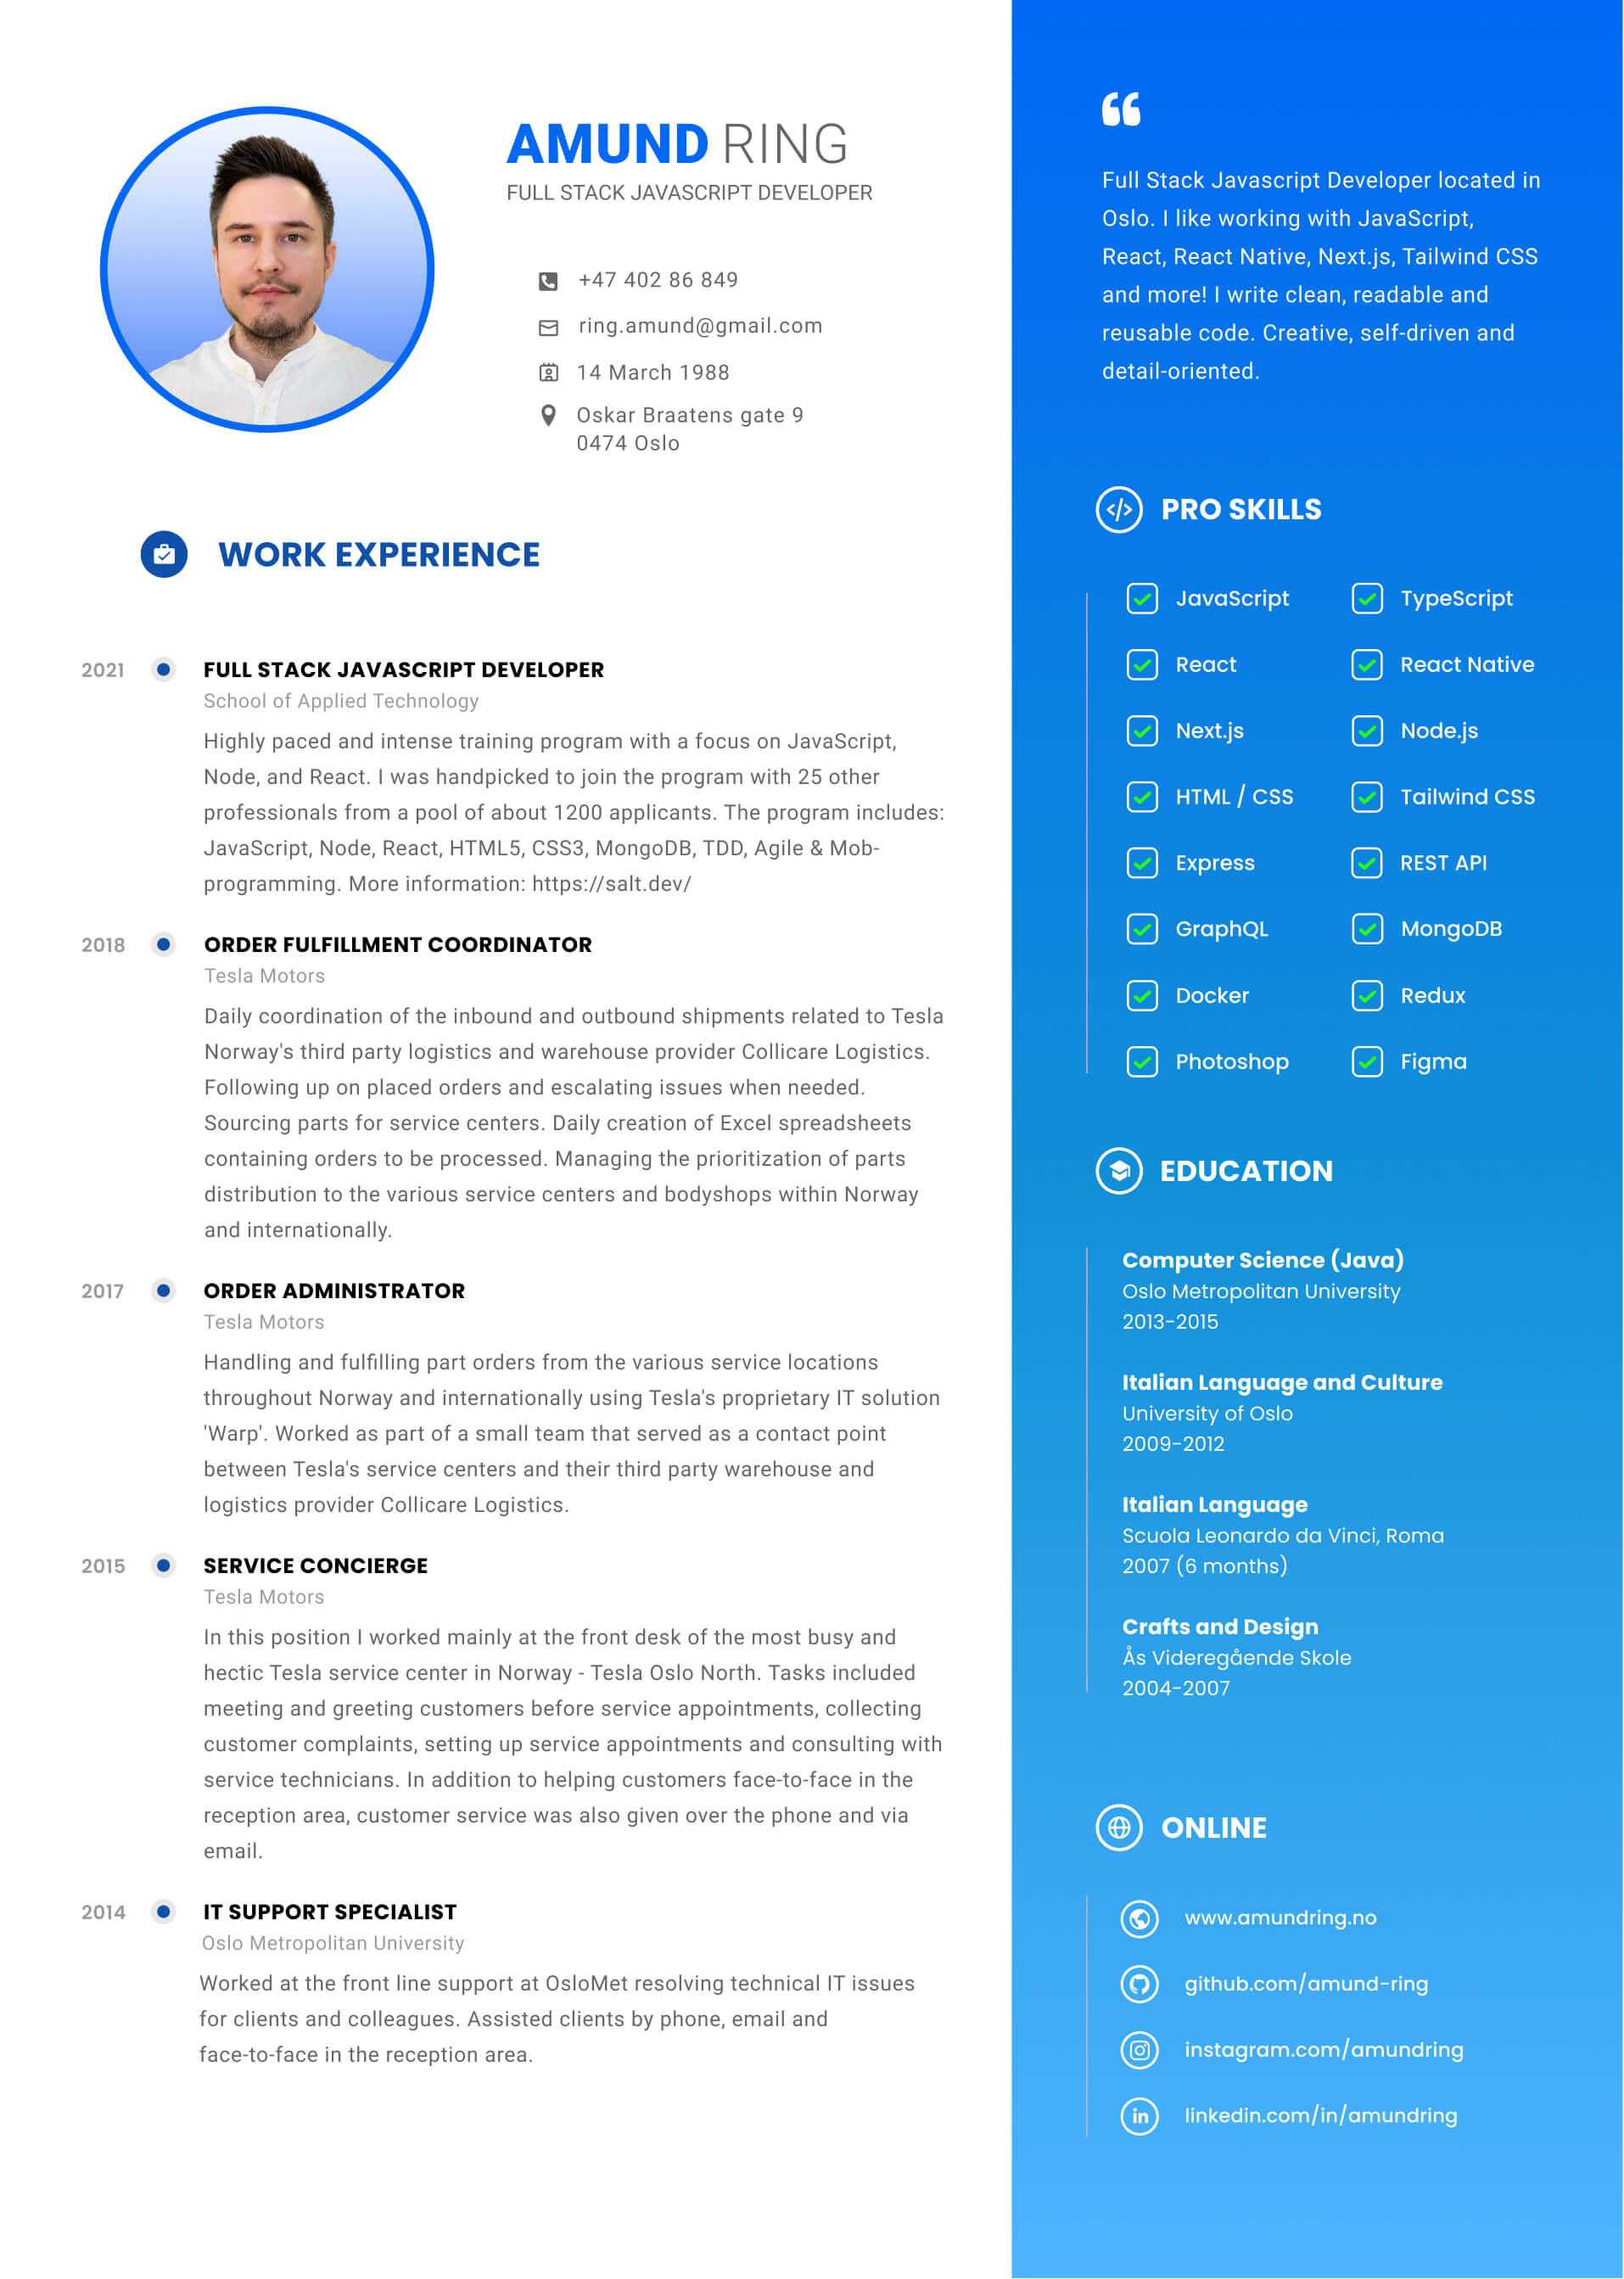 AMUND RING
FULL STACK JAVASCRIPT DEVELOPER
+47 402 86 849
ring.amund@gmail.com
14 March 1988
Oskar Braatens gate 9
0474 Oslo
WORK EXPERIENCE
2021
FULL STACK JAVASCRIPT DEVELOPER
School of Applied Technology
Highly paced and intense training program with a focus on JavaScript,
Node, and React. I was handpicked to join the program with 25 other
professionals from a pool of about 1200 applicants. The program includes:
JavaScript, Node, React, HTML5, CSS3, MongoDB, TDD, Agile & Mob-
programming. More information: https://salt.dev/
2018
ORDER FULFILLMENT COORDINATOR
Tesla Motors
Daily coordination of the inbound and outbound shipments related to Tesla
Norway's third party logistics and warehouse provider Collicare Logistics.
Following up on placed orders and escalating issues when needed.
Sourcing parts for service centers. Daily creation of Excel spreadsheets
containing orders to be processed. Managing the prioritization of parts
distribution to the various service centers and bodyshops within Norway
and internationally.
2017
ORDER ADMINISTRATOR
Tesla Motors
Handling and fulfilling part orders from the various service locations
throughout Norway and internationally using Tesla's proprietary IT solution
'Warp'. Worked as part of a small team that served as a contact point
between Tesla's service centers and their third party warehouse and
logistics provider Collicare Logistics.
2015
SERVICE CONCIERGE
Tesla Motors
In this position I worked mainly at the front desk of the most busy and
hectic Tesla service center in Norway - Tesla Oslo North. Tasks included
meeting and greeting customers before service appointments, collecting
customer complaints, setting up service appointments and consulting with
service technicians. In addition to helping customers face-to-face in the
reception area, customer service was also given over the phone and via
email.
2014
IT SUPPORT SPECIALIST
Oslo Metropolitan University
Worked at the front line support at OsloMet resolving technical IT issues
for clients and colleagues. Assisted clients by phone, email and
face-to-face in the reception area.
“
Full Stack Javascript Developer located in
Oslo. I like working with JavaScript,
React, React Native, Next.js, Tailwind CSS
and more! I write clean, readable and
reusable code. Creative, self-driven and
detail-oriented.
PRO SKILLS
JavaScript TypeScript
React React Native
Next.js Node.js
HTML / CSS Tailwind CSS
Express REST API
GraphQL MongoDB
Docker Redux
Photoshop Figma
EDUCATION
Computer Science (Java)
Oslo Metropolitan University
2013-2015
Italian Language and Culture
University of Oslo
2009-2012
Italian Language
Scuola Leonardo da Vinci, Roma
2007 (6 months)
Crafts and Design
Ås Videregående Skole
2004-2007
ONLINE
www.amundring.no
github.com/amund-ring
instagram.com/amundring
linkedin.com/in/amundring